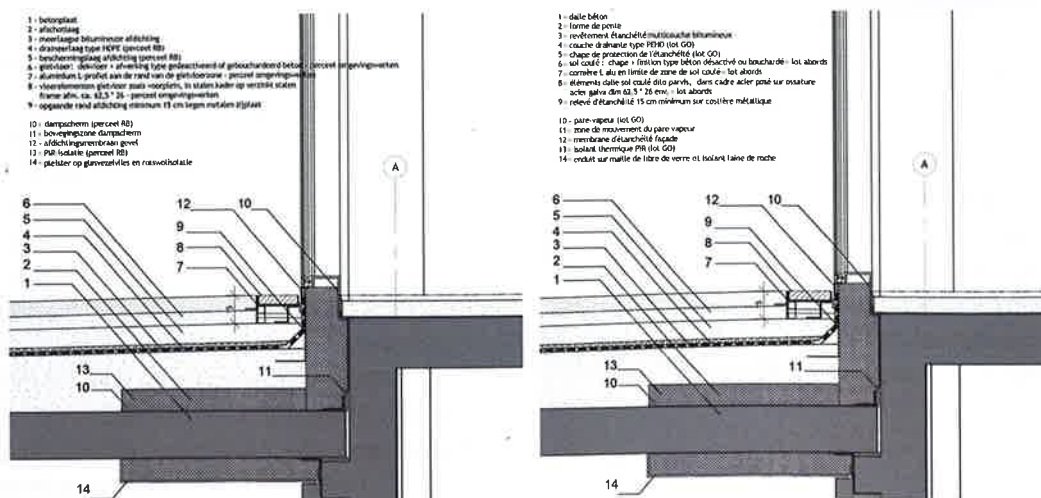 1 - betonplaat
2 - afschotlaag
3 - meerlaagse bitumineuze afdichting
4 - draineerlaag type HDPE (perceel RB)
5 - beschermingslaag afdichting (perceel RB)
6 - gietvloer: dekvloer + afwerking type gedeactiveerd of gebouchardeerd beton - perceel omgevingswerken
7 - aluminium L-profiel aan de rand van de gietvloerzone - perceel omgevingswerken
8 - vloerelementen gietvloer zoals voorplein, in stalen kader op verzinkt stalen
frame afm. ca. 62,5 * 26 - perceel omgevingswerken
9 - opgaande rand afdichting minimum 15 cm tegen metalen zijplaat
10 - dampscherm (perceel RB)
11 - bewegingszone dampscherm
12 - afdichtingsmembraan gevel
13 - PIR-isolatie (perceel RB)
14 - pleister op glasvezelvlies en rotswolisolatie
A
6
5
4
3
2
1
12
10
9
8
7
13
10
11
14
1 - dalle béton
2 - forme de pente
3 - revêtement étanchéité multicouche bitumineux
4 - couche drainante type PEHD (lot GO)
5 - chape de protection de l'étanchéité (lot GO)
6 - sol coulé : chape + finition type béton désactivé ou bouchardé - lot abords
7 - cornière L alu en limite de zone de sol coulé - lot abords
8 - éléments dalle sol coulé dito parvis, dans cadre acier posé sur ossature
acier galva dim 62,5 * 26 env. - lot abords
9 - relevé d'étanchéité 15 cm minimum sur costière métallique
10 - pare-vapeur (lot GO)
11 - zone de mouvement du pare vapeur
12 - membrane d'étanchéité façade
13 - isolant thermique PIR (lot GO)
14 - enduit sur maille de fibre de verre et isolant laine de roche
A
6
5
4
3
2
1
12
10
9
8
7
13
10
11
14